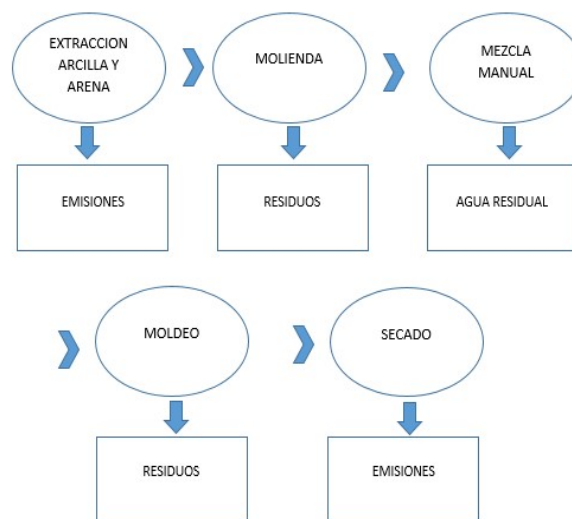 EXTRACCION
ARCILLA Y
ARENA
MOLIENDA
MEZCLA
MANUAL
EMISIONES
RESIDUOS
AGUA RESIDUAL
MOLDEO
SECADO
RESIDUOS
EMISIONES